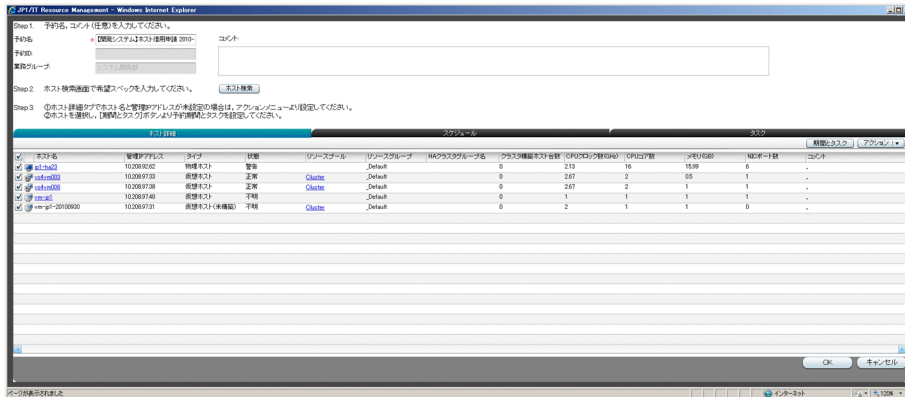 JP1/IT Resource Management - Windows Internet Explorer
Step1. 予約名, コメント(任意)を入力してください。
予約名: * 【開発システム】ホスト借用申請 2010- コメント:
予約ID:
業務グループ: システム開発部
Step2. ホスト検索画面で希望スペックを入力してください。 ホスト検索
Step3. ①ホスト詳細タブでホスト名と管理IPアドレスが未設定の場合は, アクションメニューより設定してください。
②ホストを選択し, [期間とタスク]ボタンより予約期間とタスクを設定してください。
ホスト詳細 スケジュール タスク
期間とタスク アクション
ホスト名 管理IPアドレス タイプ 状態 リソースプール リソースグループ HAクラスタグループ名 クラスタ構築ホスト台数 CPUクロック数(GHz) CPUコア数 メモリ(GB) NICポート数 コメント
jp1-ha23 10.208.92.62 物理ホスト 警告 _Default 0 2.13 16 15.99 6 -
vs4vm003 10.208.97.33 仮想ホスト 正常 Cluster _Default 0 2.67 2 0.5 1 -
vs4vm008 10.208.97.38 仮想ホスト 正常 Cluster _Default 0 2.67 2 1 1 -
vm-jp1 10.208.97.40 仮想ホスト 不明 _Default 0 1 1 1 1 -
vm-jp1-20100930 10.208.97.31 仮想ホスト(未構築) 不明 Cluster _Default 0 2 1 1 0 -
OK キャンセル
ページが表示されました インターネット 120%